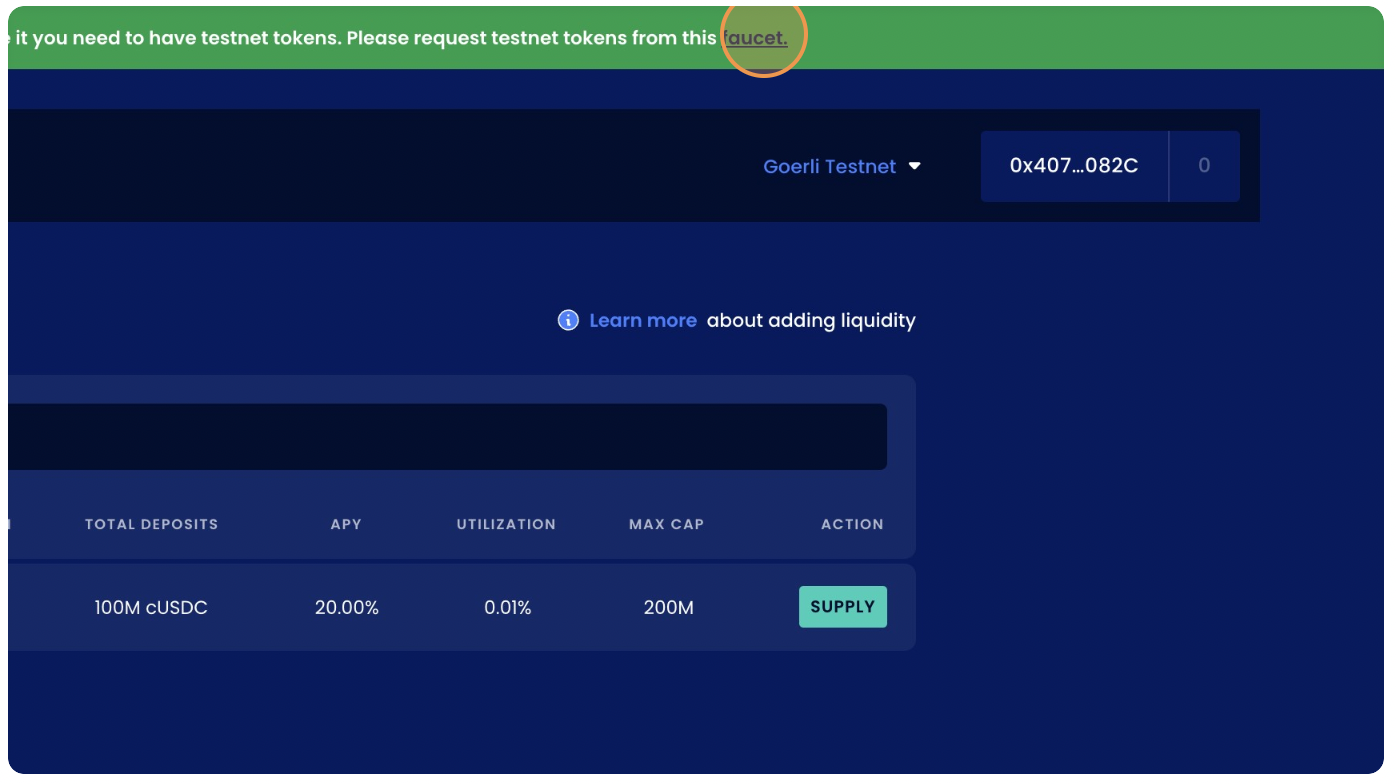 it you need to have testnet tokens. Please request testnet tokens from this faucet.
Goerli Testnet
0x407...082C 0
Learn more about adding liquidity
TOTAL DEPOSITS APY UTILIZATION MAX CAP ACTION
100M cUSDC 20.00% 0.01% 200M SUPPLY